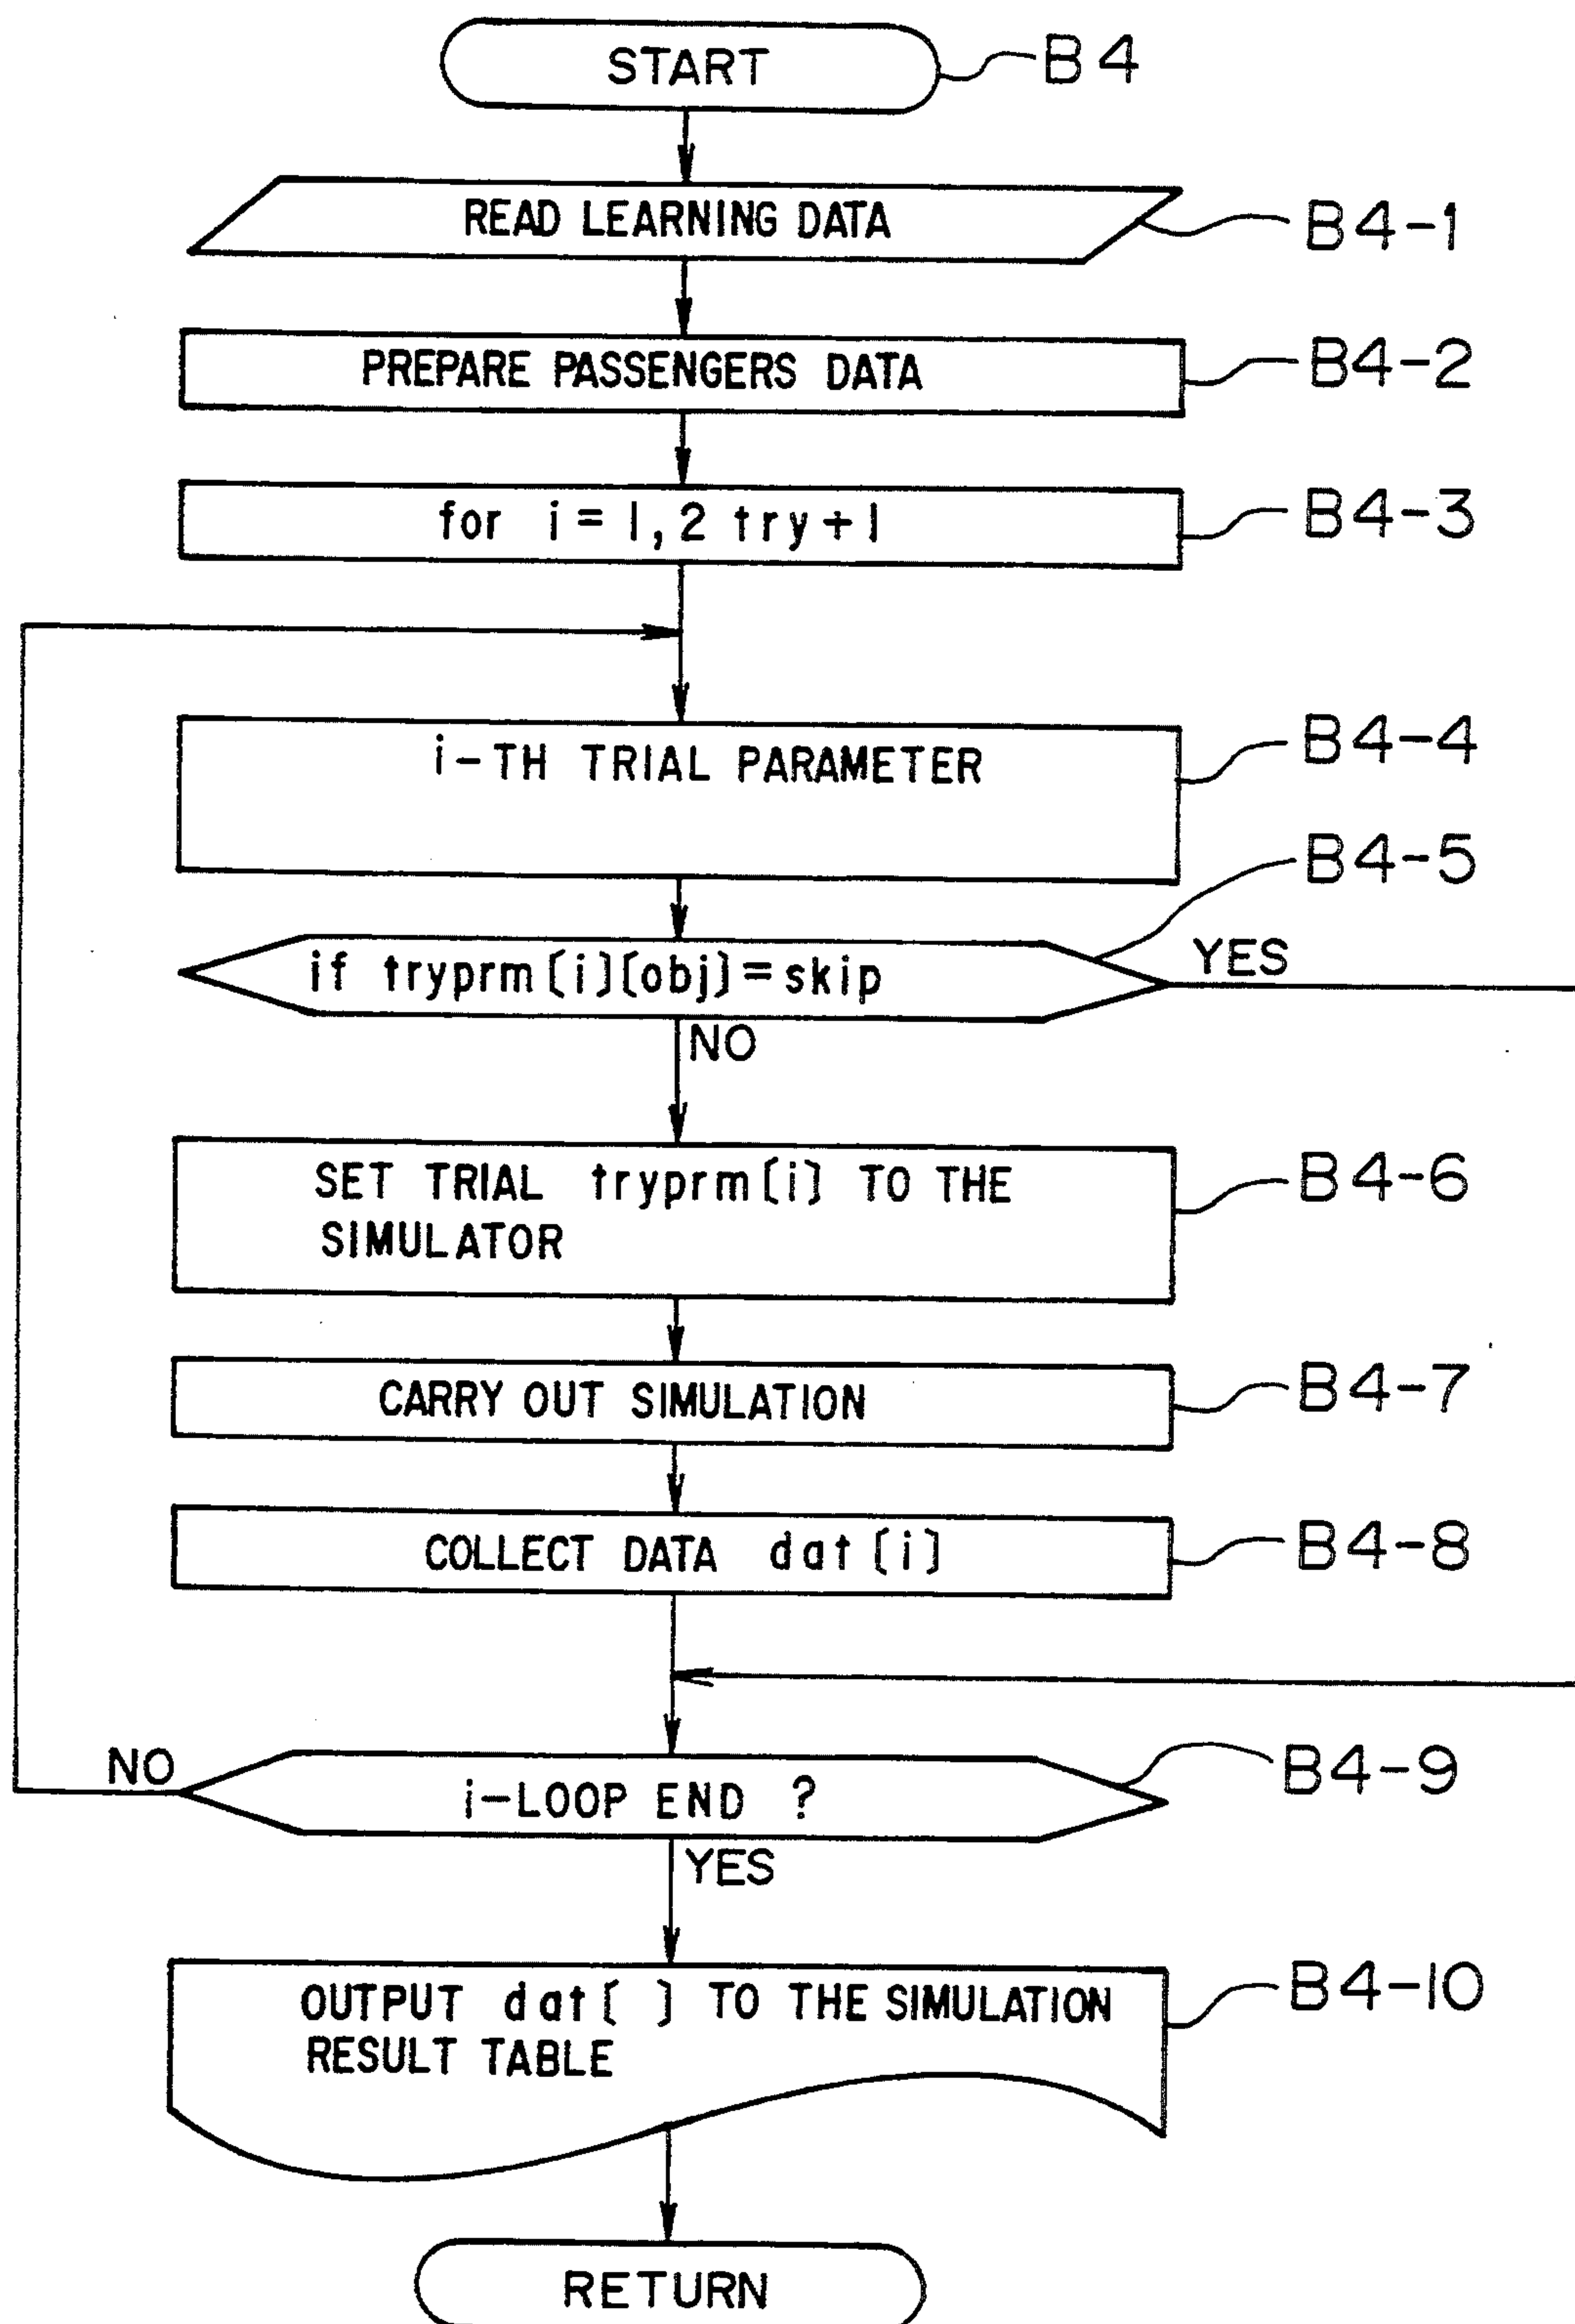 START
B4
READ LEARNING DATA
B4-1
PREPARE PASSENGERS DATA
B4-2
for i = 1, 2 try + 1
B4-3
i-TH TRIAL PARAMETER
B4-4
B4-5
if tryprm[i][obj] = skip
YES
NO
SET TRIAL tryprm[i] TO THE
SIMULATOR
B4-6
CARRY OUT SIMULATION
B4-7
COLLECT DATA dat[i]
B4-8
NO
i-LOOP END ?
B4-9
YES
OUTPUT dat[ ] TO THE SIMULATION
RESULT TABLE
B4-10
RETURN